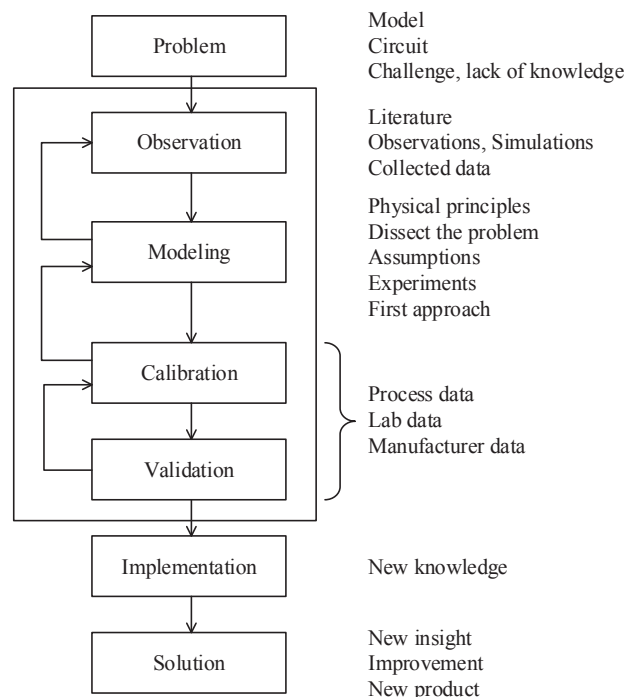 Problem
Model
Circuit
Challenge, lack of knowledge
Observation
Literature
Observations, Simulations
Collected data
Modeling
Physical principles
Dissect the problem
Assumptions
Experiments
First approach
Calibration
Validation
Process data
Lab data
Manufacturer data
Implementation
New knowledge
Solution
New insight
Improvement
New product